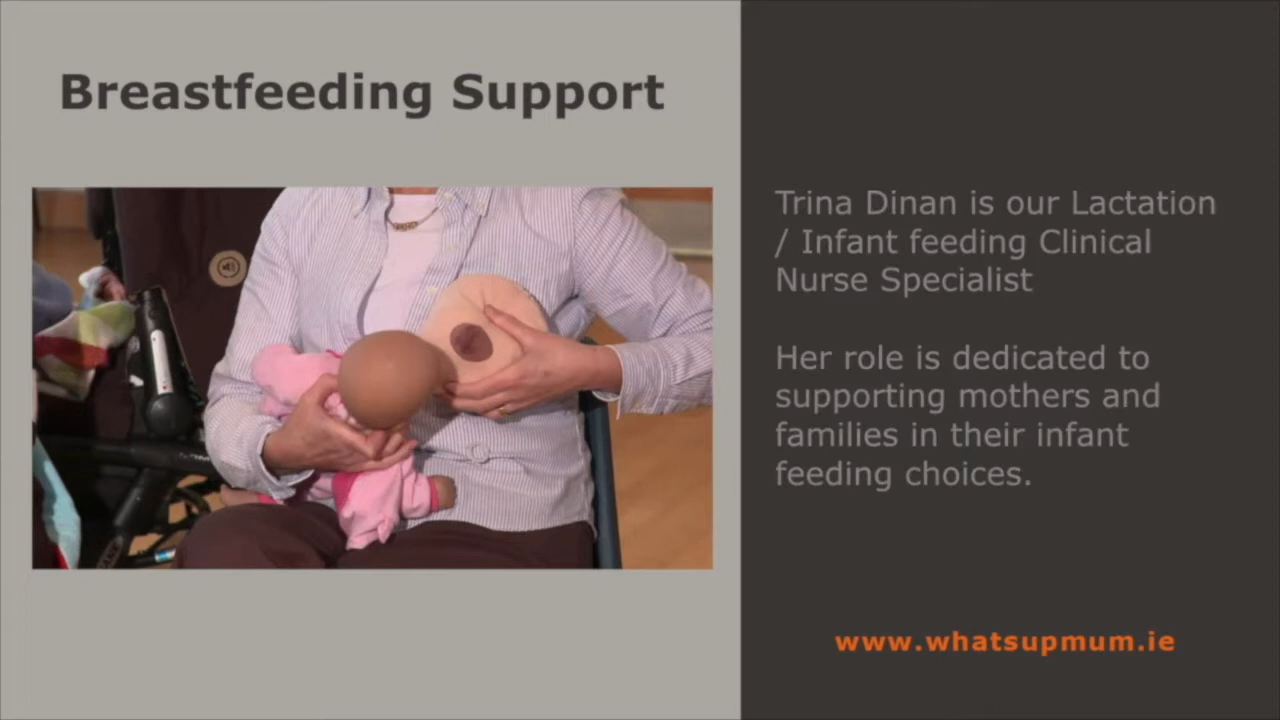 Breastfeeding Support
Trina Dinan is our Lactation
/ Infant feeding Clinical
Nurse Specialist
Her role is dedicated to
supporting mothers and
families in their infant
feeding choices.
www.whatsupmum.ie